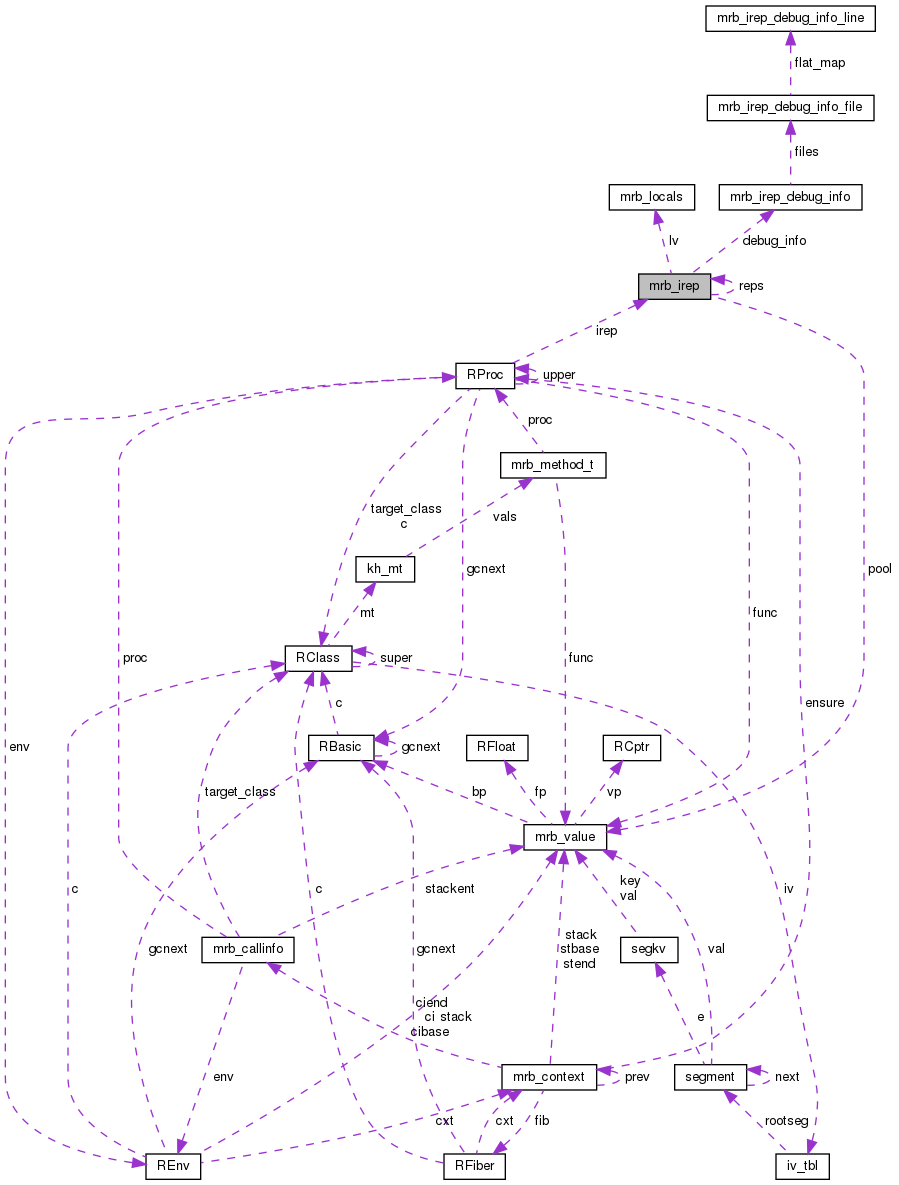 mrb_irep_debug_info_line
flat_map
mrb_irep_debug_info_file
files
mrb_locals
mrb_irep_debug_info
lv
debug_info
mrb_irep
reps
irep
RProc
upper
proc
mrb_method_t
target_class
c
vals
kh_mt
gcnext
pool
mt
func
RClass
super
proc
func
ensure
c
RBasic
gcnext
RFloat
RCptr
env
target_class
bp
fp
vp
mrb_value
c
c
stackent
key
val
iv
gcnext
mrb_callinfo
gcnext
stack
stbase
stend
segkv
val
ciend
ci stack
cibase
e
env
mrb_context
prev
segment
next
cxt
cxt
fib
rootseg
REnv
RFiber
iv_tbl